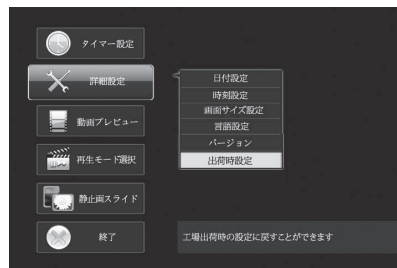 タイマー設定
詳細設定
動画プレビュー
再生モード選択
静止画スライド
終了
日付設定
時刻設定
画面サイズ設定
言語設定
バージョン
出荷時設定
工場出荷時の設定に戻すことができます